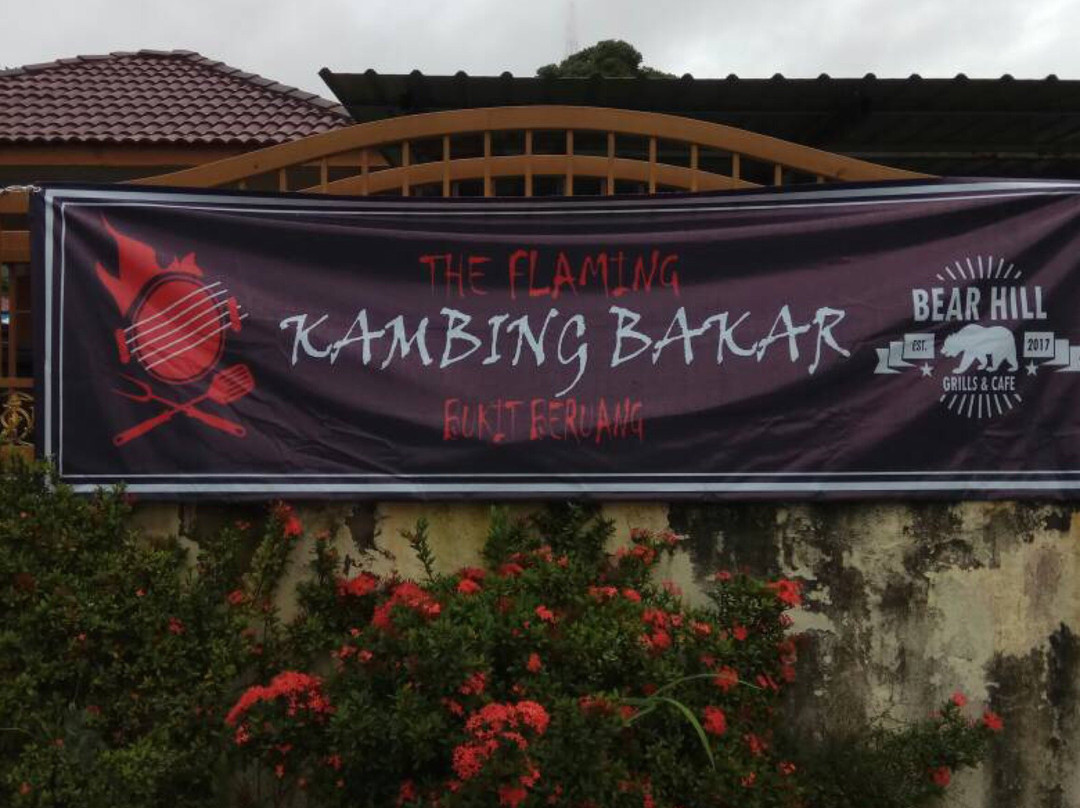 THE FLAMING
KAMBING BAKAR
BUKIT BERUANG
BEAR HILL
EST. 2017
GRILLS & CAFE